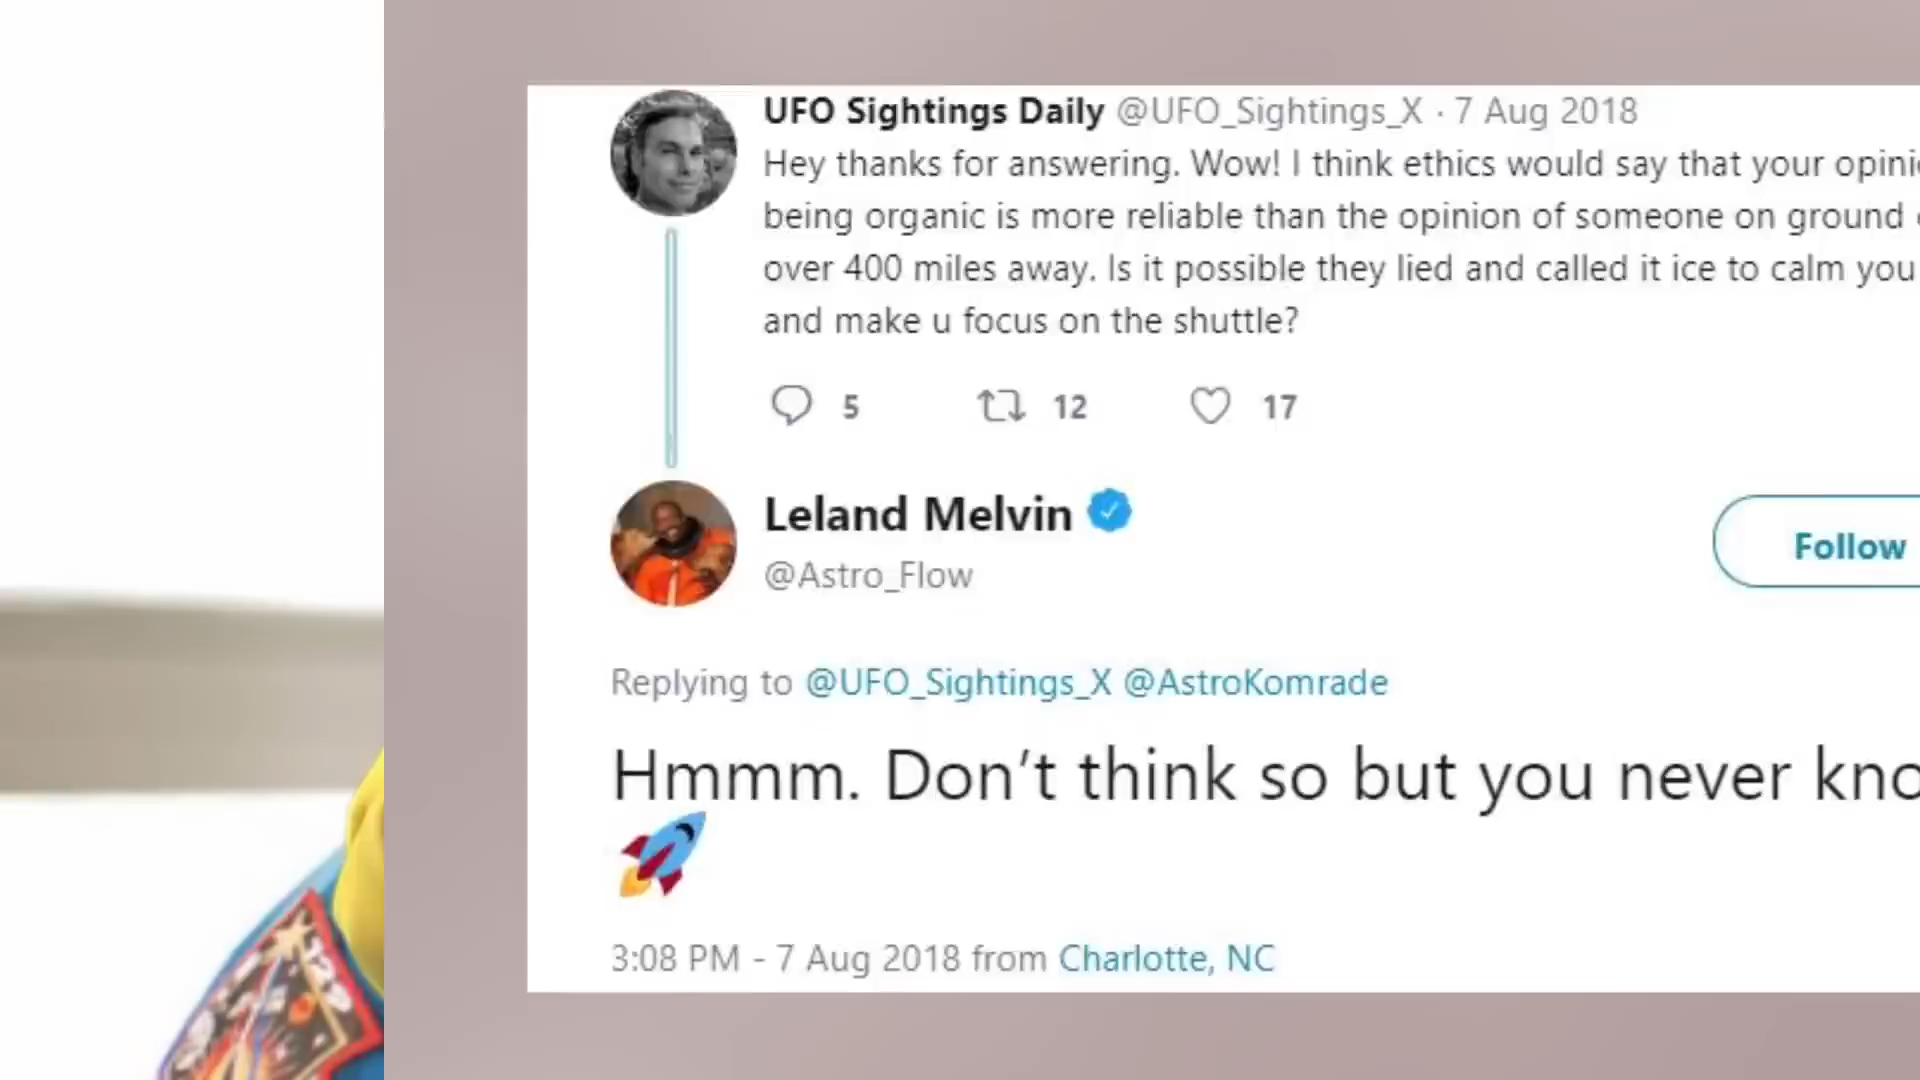 UFO Sightings Daily @UFO_Sightings_X · 7 Aug 2018
Hey thanks for answering. Wow! I think ethics would say that your
being organic is more reliable than the opinion of someone on ground
over 400 miles away. Is it possible they lied and called it ice to calm you
and make u focus on the shuttle?
5 12 17
Leland Melvin
@Astro_Flow
Follow
Replying to @UFO_Sightings_X @AstroKomrade
Hmmm. Don’t think so but you never
🚀
3:08 PM - 7 Aug 2018 from Charlotte, NC